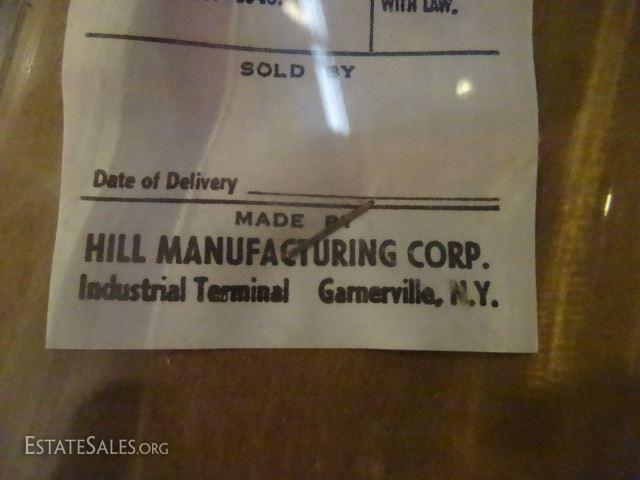 WITH LAW.
SOLD BY
Date of Delivery
MADE BY
HILL MANUFACTURING CORP.
Industrial Terminal Garnerville, N.Y.
ESTATESALES.ORG